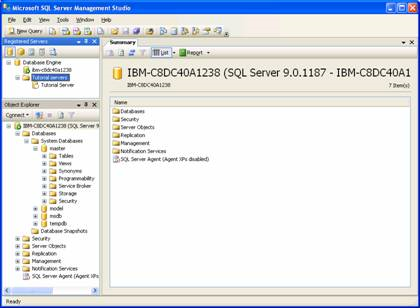 Microsoft SQL Server Management Studio
File Edit View Tools Window Community Help
New Query
Registered Servers
Database Engine
ibm-c8dc40a1238
Tutorial servers
Tutorial Server
Object Explorer
Connect
IBM-C8DC40A1238 (SQL Server 9.0
Databases
System Databases
master
Tables
Views
Synonyms
Programmability
Service Broker
Storage
Security
model
msdb
tempdb
Database Snapshots
Security
Server Objects
Replication
Management
Notification Services
SQL Server Agent (Agent XPs disabled)
Summary
List Report
IBM-C8DC40A1238 (SQL Server 9.0.1187 - IBM-C8DC40A1
IBM-C8DC40A1238
7 Item(s)
Name
Databases
Security
Server Objects
Replication
Management
Notification Services
SQL Server Agent (Agent XPs disabled)
Ready